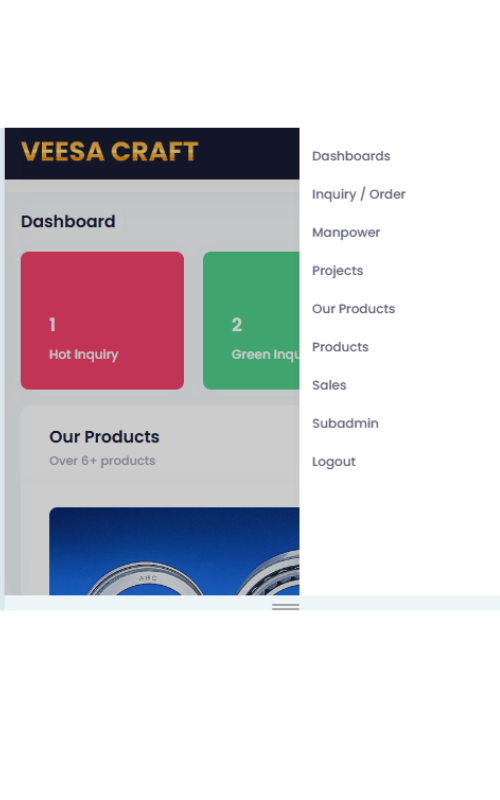 VEESA CRAFT
Dashboard
1
Hot Inquiry
2
Green Inqu
Our Products
Over 6+ products
ABC
Dashboards
Inquiry / Order
Manpower
Projects
Our Products
Products
Sales
Subadmin
Logout